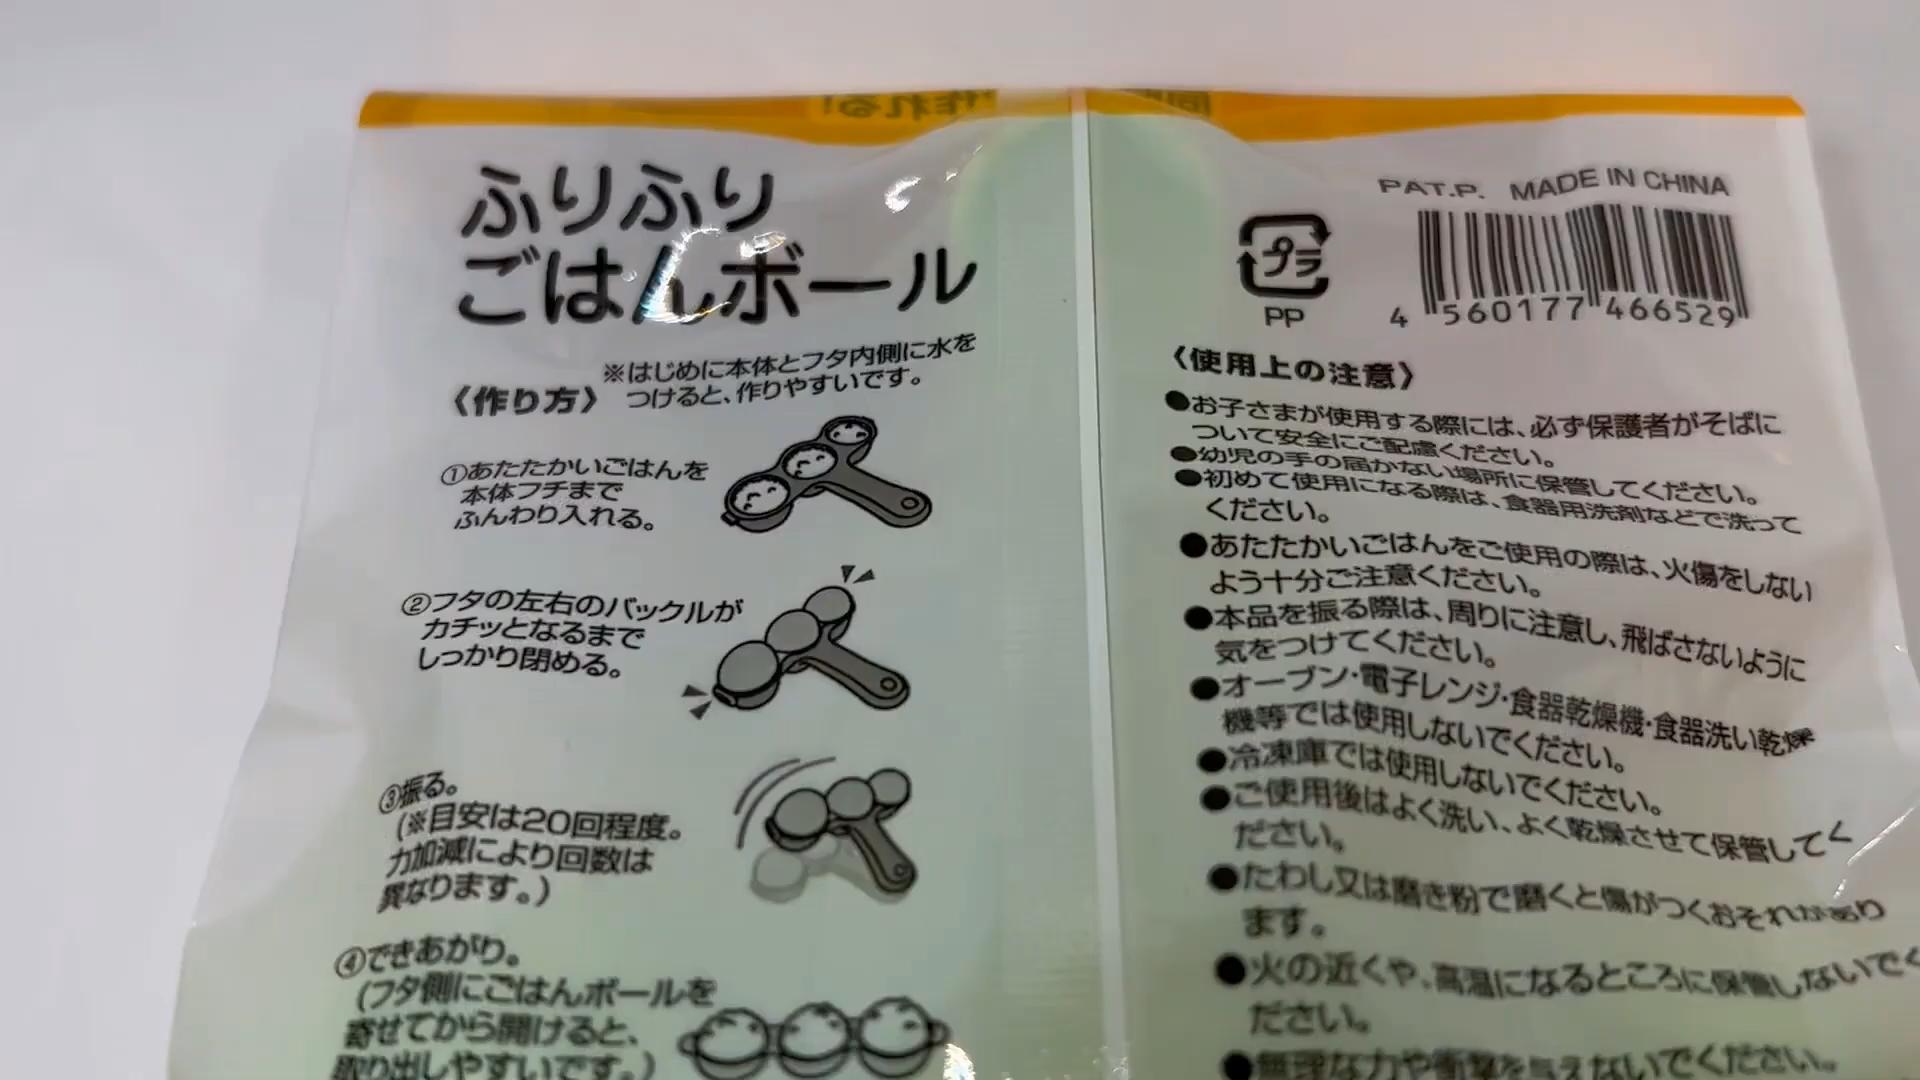 作れる!
同時
ふりふり
ごはんボール
〈作り方〉
※はじめに本体とフタ内側に水を
つけると、作りやすいです。
①あたたかいごはんを
本体フチまで
ふんわり入れる。
②フタの左右のバックルが
カチッとなるまで
しっかり閉める。
③振る。
(※目安は20回程度。
力加減により回数は
異なります。)
④できあがり。
(フタ側にごはんボールを
寄せてから開けると、
取り出しやすいです。)
PAT.P. MADE IN CHINA
プラ
PP
4 560177 466529
〈使用上の注意〉
●お子さまが使用する際には、必ず保護者がそばに
ついて安全にご配慮ください。
●幼児の手の届かない場所に保管してください。
●初めて使用になる際は、食器用洗剤などで洗って
ください。
●あたたかいごはんをご使用の際は、火傷をしない
よう十分ご注意ください。
●本品を振る際は、周りに注意し、飛ばさないように
気をつけてください。
●オーブン・電子レンジ・食器乾燥機・食器洗い乾燥
機等では使用しないでください。
●冷凍庫では使用しないでください。
●ご使用後はよく洗い、よく乾燥させて保管してく
ださい。
●たわし又は磨き粉で磨くと傷がつくおそれがあり
ます。
●火の近くや、高温になるところに保管しないでく
ださい。
●無理な力や衝撃を与えないでください。